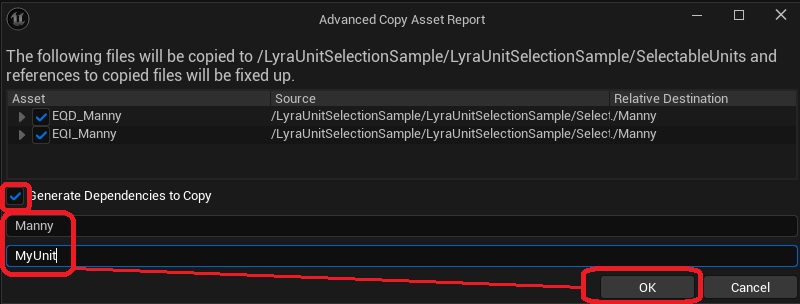 Advanced Copy Asset Report
The following files will be copied to /LyraUnitSelectionSample/LyraUnitSelectionSample/SelectableUnits and
references to copied files will be fixed up.
Asset Source Relative Destination
EQD_Manny /LyraUnitSelectionSample/LyraUnitSelectionSample/Select ./Manny
EQI_Manny /LyraUnitSelectionSample/LyraUnitSelectionSample/Select ./Manny
Generate Dependencies to Copy
Manny
MyUnit
OK Cancel